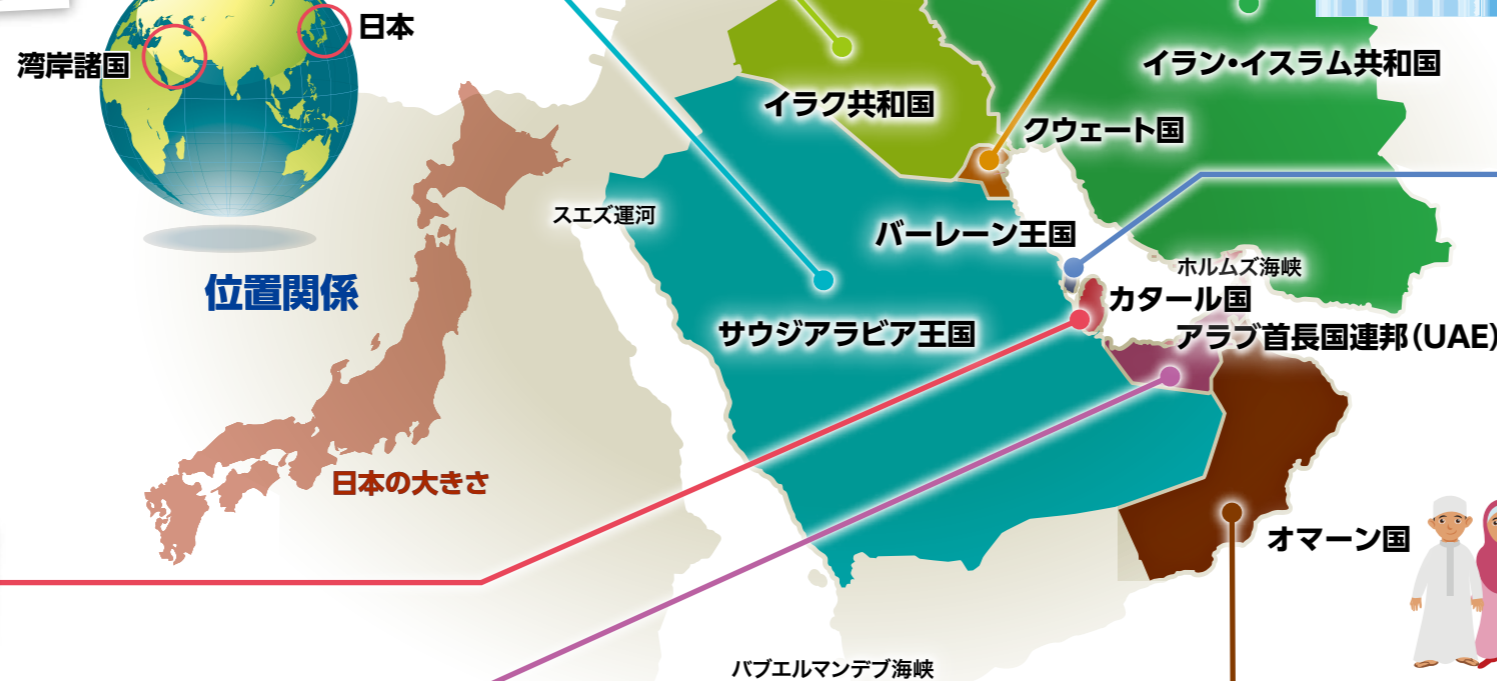 日本
湾岸諸国
イラン・イスラム共和国
イラク共和国
クウェート国
スエズ運河
バーレーン王国
ホルムズ海峡
位置関係
カタール国
サウジアラビア王国
アラブ首長国連邦(UAE)
日本の大きさ
オマーン国
バブエルマンデブ海峡